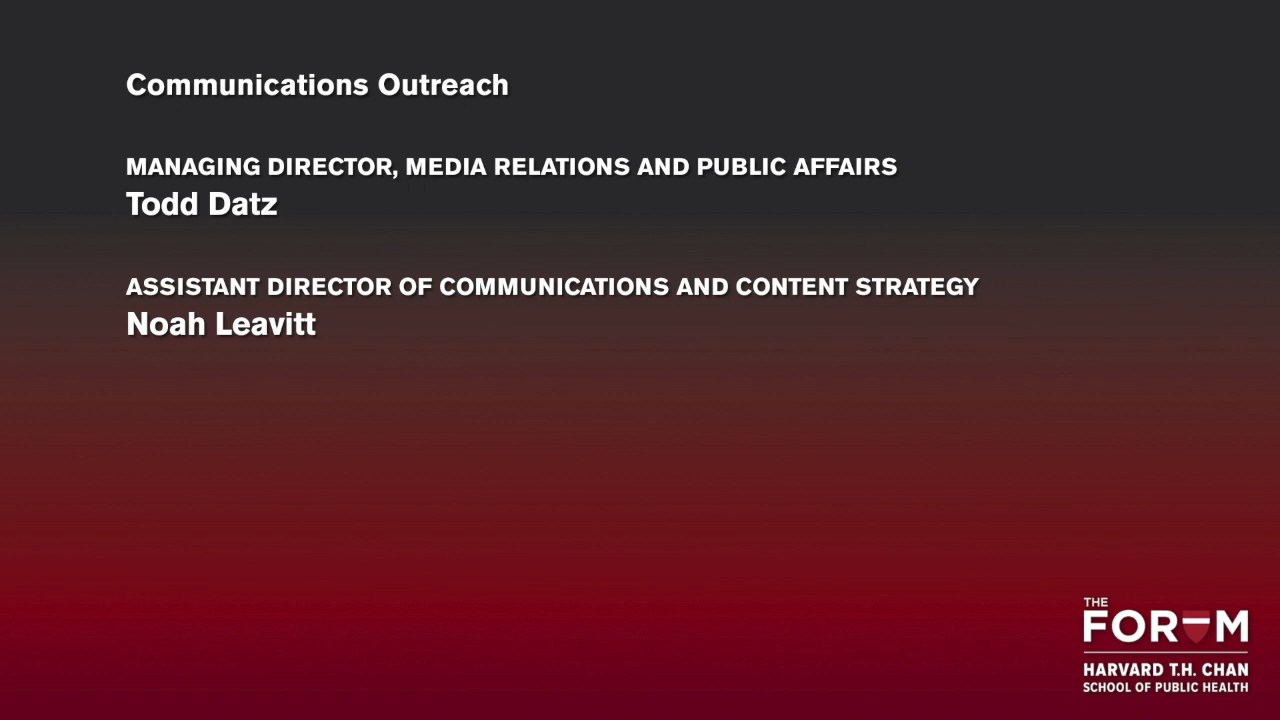 Communications Outreach
MANAGING DIRECTOR, MEDIA RELATIONS AND PUBLIC AFFAIRS
Todd Datz
ASSISTANT DIRECTOR OF COMMUNICATIONS AND CONTENT STRATEGY
Noah Leavitt
THE
FORUM
HARVARD T.H. CHAN
SCHOOL OF PUBLIC HEALTH